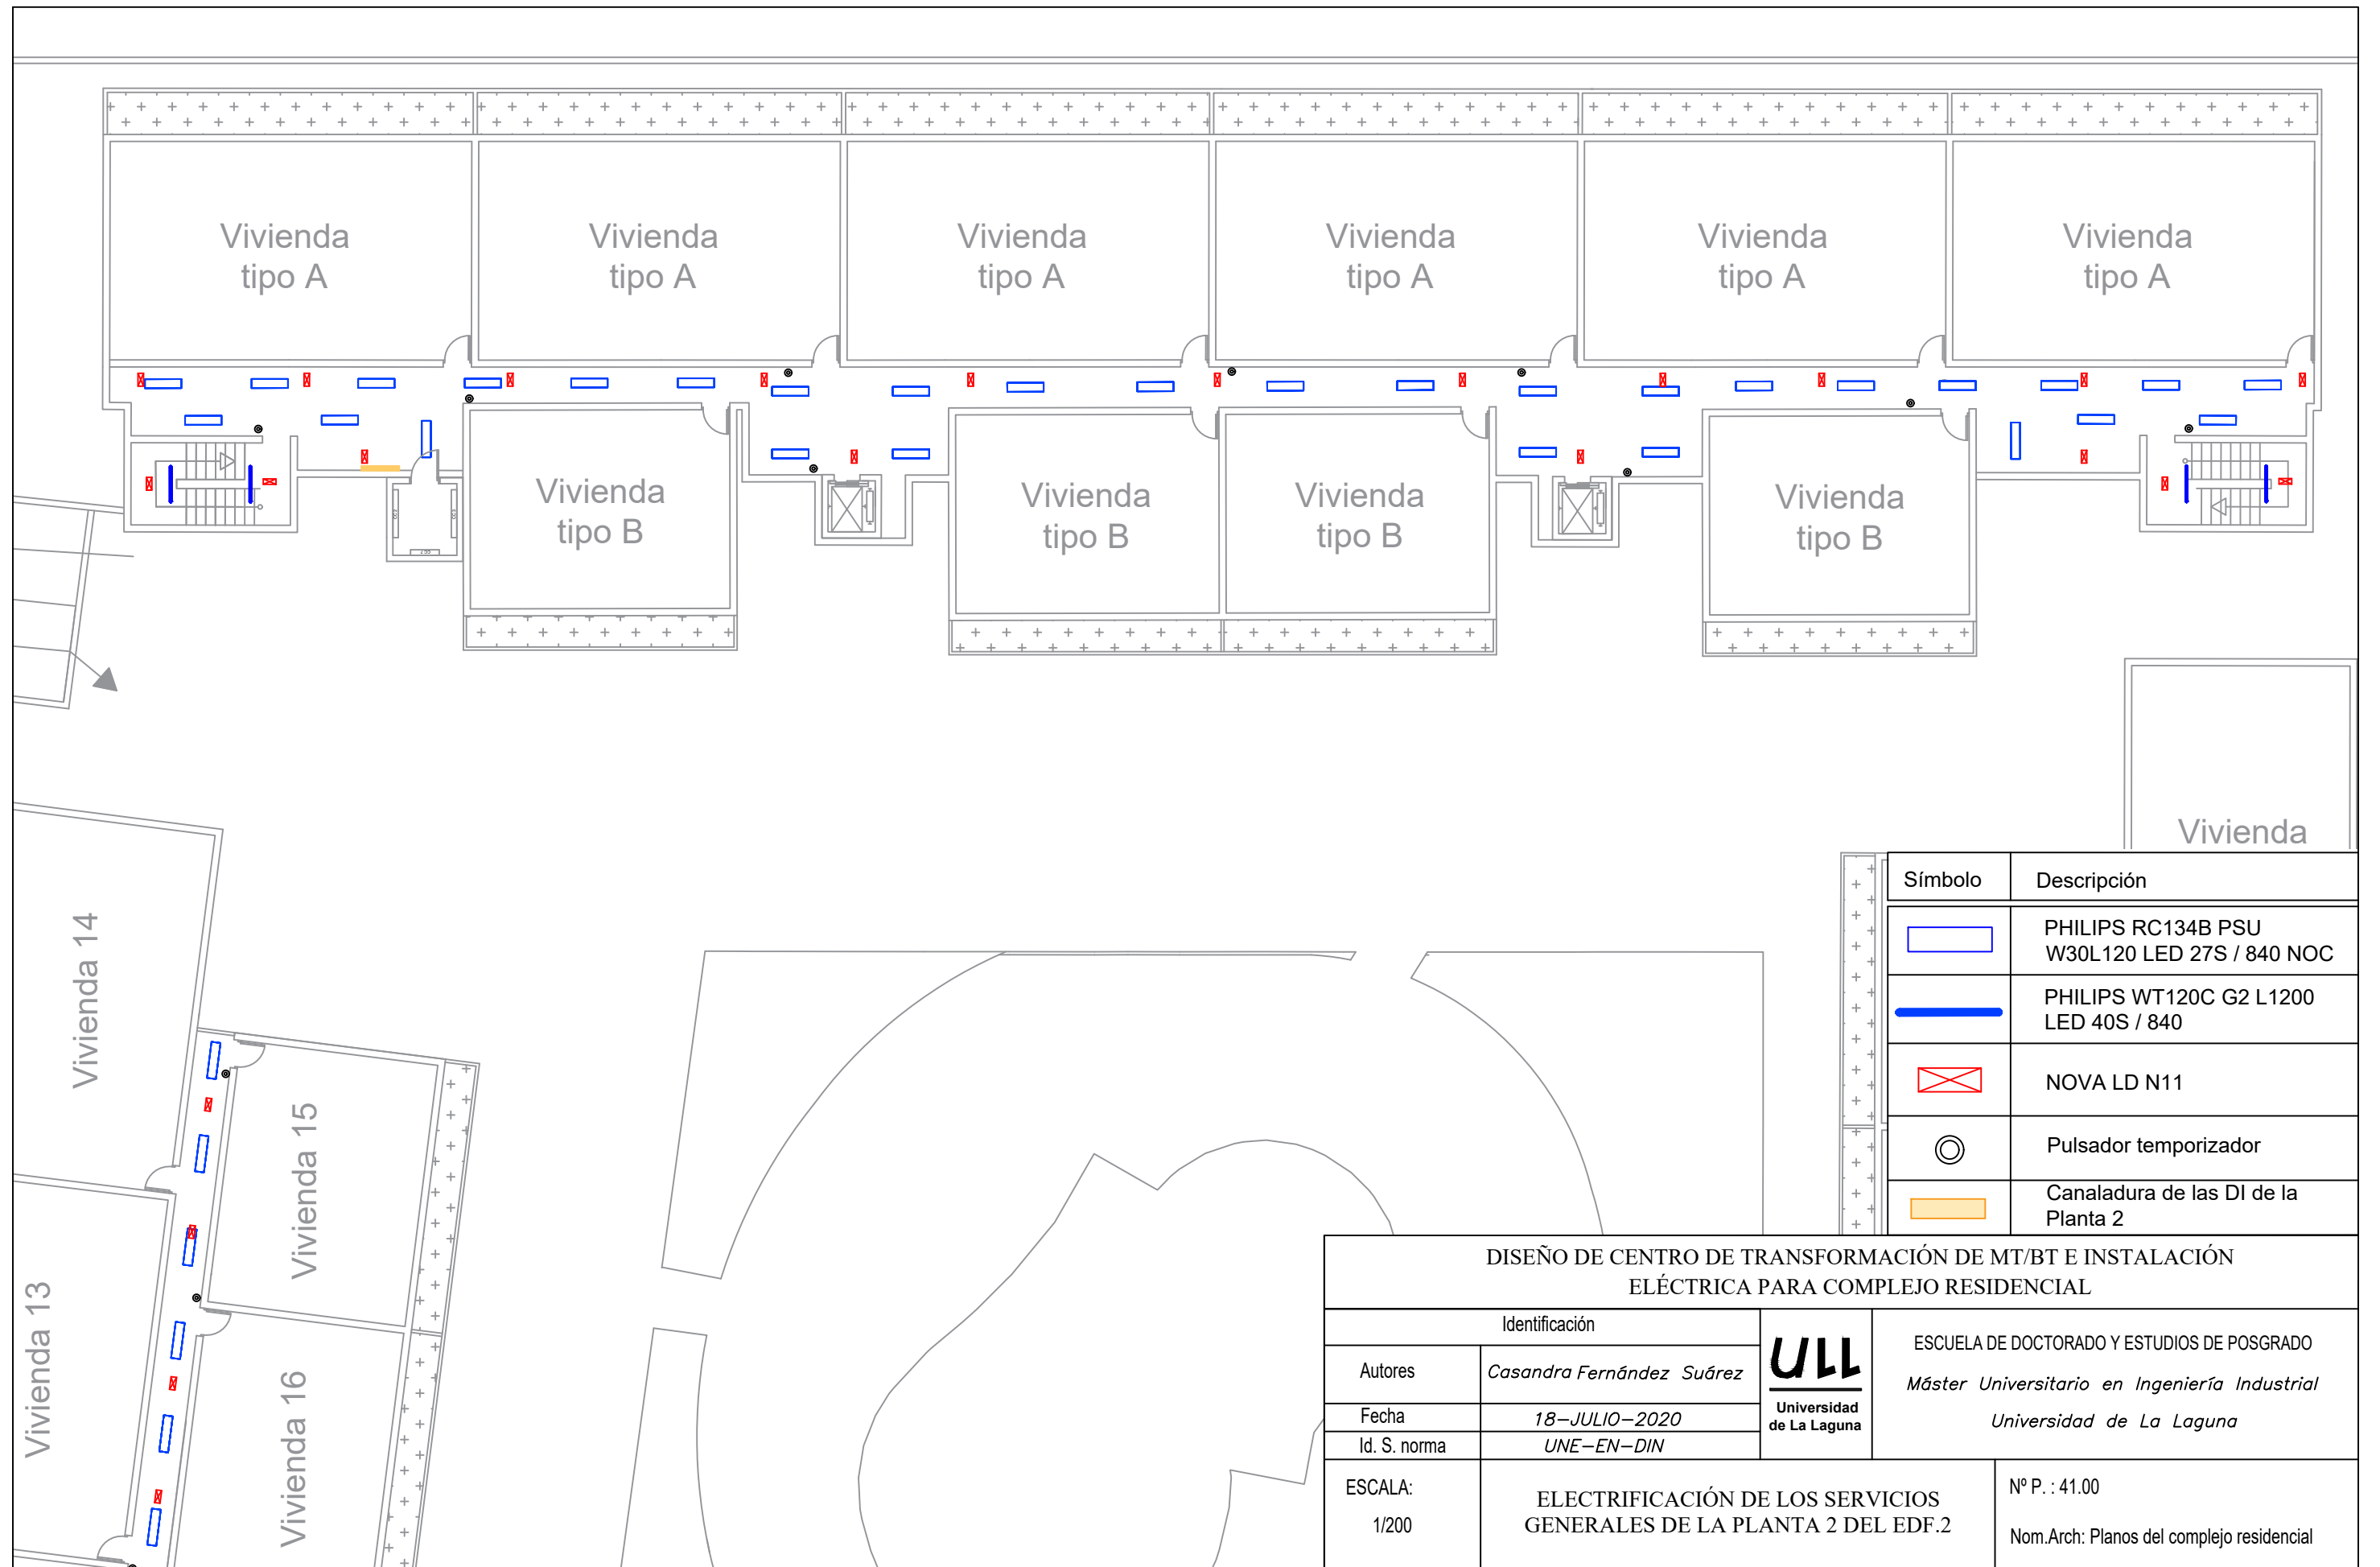 Vivienda
tipo A
Vivienda
tipo A
Vivienda
tipo A
Vivienda
tipo A
Vivienda
tipo A
Vivienda
tipo A
Vivienda
tipo B
Vivienda
tipo B
Vivienda
tipo B
Vivienda
tipo B
Vivienda
Vivienda 14
Vivienda 15
Vivienda 13
Vivienda 16
Símbolo Descripción
PHILIPS RC134B PSU
W30L120 LED 27S / 840 NOC
PHILIPS WT120C G2 L1200
LED 40S / 840
NOVA LD N11
Pulsador temporizador
Canaladura de las DI de la
Planta 2
DISEÑO DE CENTRO DE TRANSFORMACIÓN DE MT/BT E INSTALACIÓN
ELÉCTRICA PARA COMPLEJO RESIDENCIAL
Identificación
Autores Casandra Fernández Suárez
Fecha 18-JULIO-2020
Id. S. norma UNE-EN-DIN
ULL
Universidad
de La Laguna
ESCUELA DE DOCTORADO Y ESTUDIOS DE POSGRADO
Máster Universitario en Ingeniería Industrial
Universidad de La Laguna
ESCALA:
1/200
ELECTRIFICACIÓN DE LOS SERVICIOS
GENERALES DE LA PLANTA 2 DEL EDF.2
Nº P. : 41.00
Nom.Arch: Planos del complejo residencial